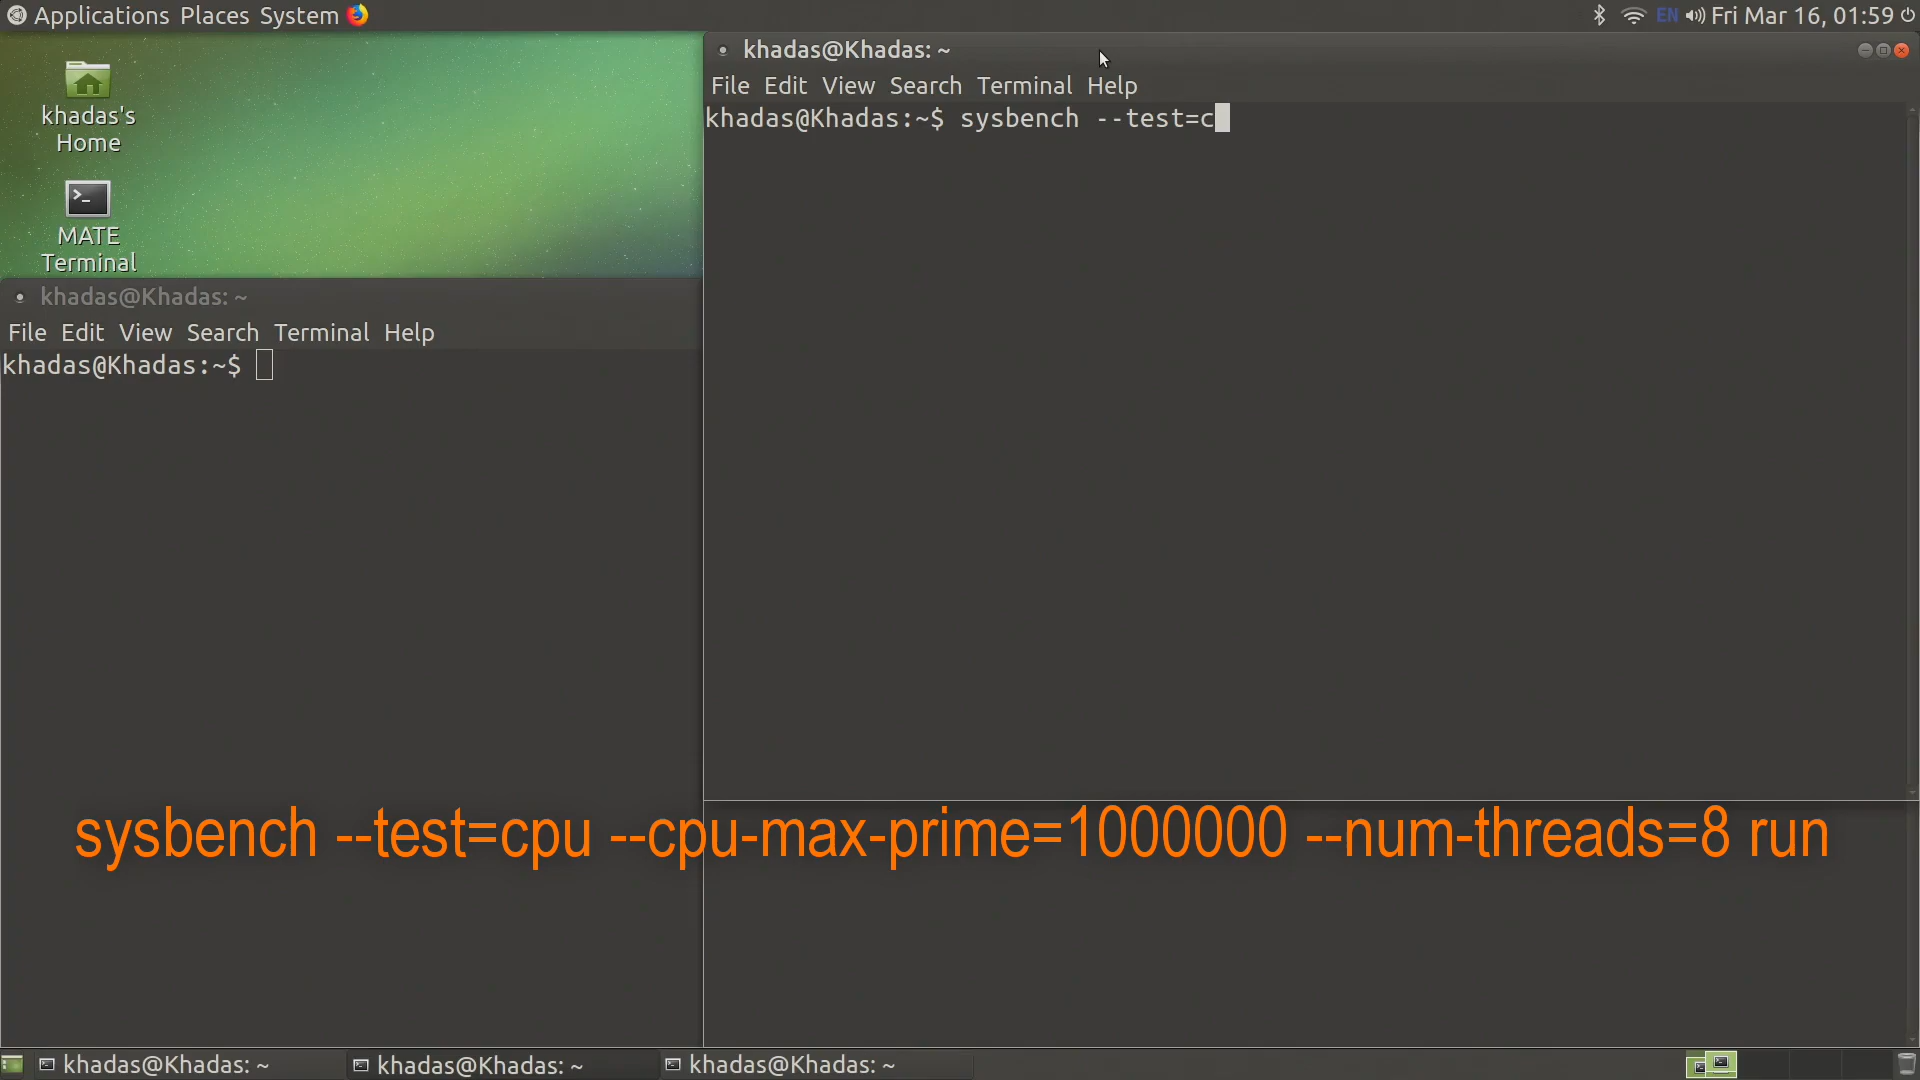 Applications Places System EN Fri Mar 16, 01:59
khadas's
Home
MATE
Terminal
khadas@Khadas: ~
File Edit View Search Terminal Help
khadas@Khadas:~$ sysbench --test=c
khadas@Khadas: ~
File Edit View Search Terminal Help
khadas@Khadas:~$
sysbench --test=cpu --cpu-max-prime=1000000 --num-threads=8 run
khadas@Khadas: ~ khadas@Khadas: ~ khadas@Khadas: ~